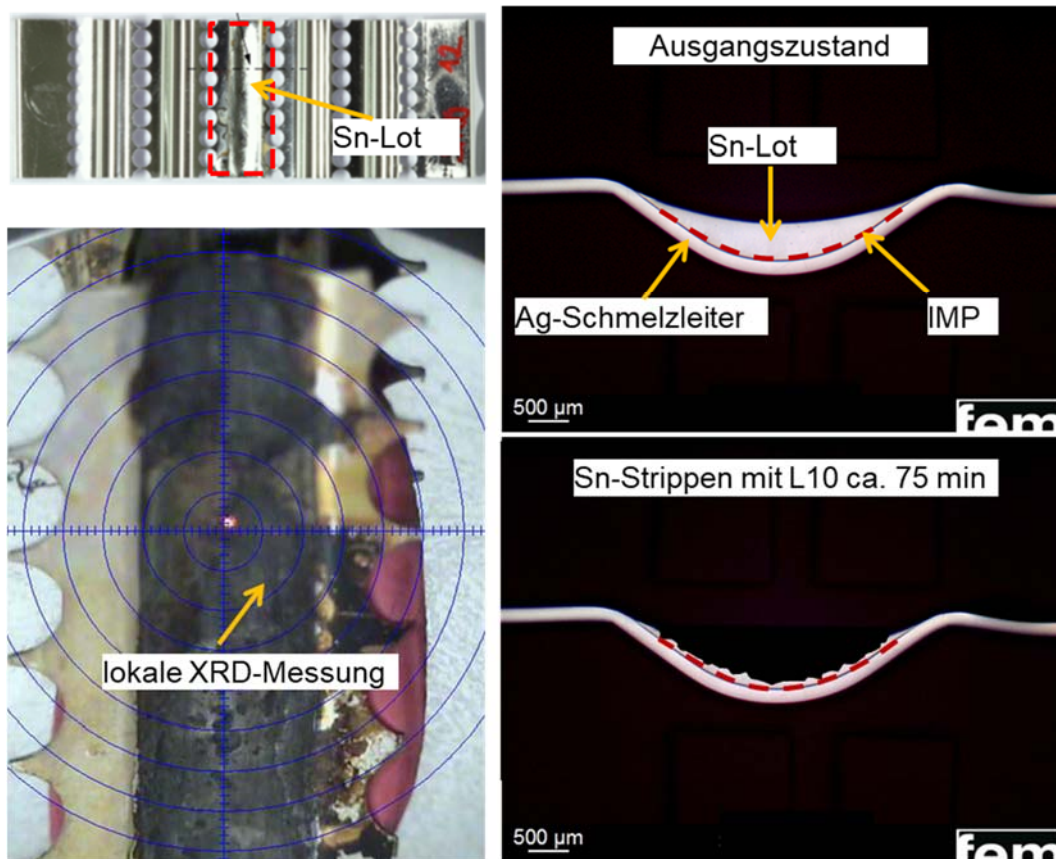 12
Sn-Lot
lokale XRD-Messung
Ausgangszustand
Sn-Lot
Ag-Schmelzleiter
IMP
500 µm
fem
Sn-Strippen mit L10 ca. 75 min
500 µm
fem